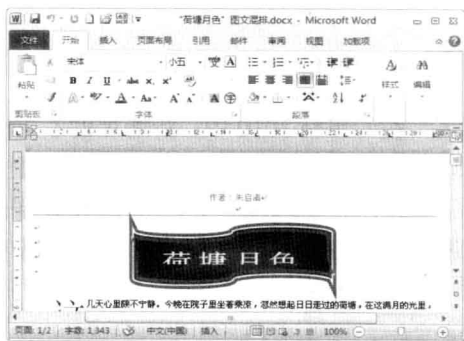 "荷塘月色" 图文混排.docx - Microsoft Word
文件 开始 插入 页面布局 引用 邮件 审阅 视图 加载项
宋体 小五
粘贴 样式 编辑
剪贴板 字体 段落
作者：朱自清
荷塘月色
几天心里颇不宁静。今晚在院子里坐着乘凉，忽然想起日日走过的荷塘，在这满月的光里，
页面: 1/2 字数: 1,343 中文(中国) 插入 100%